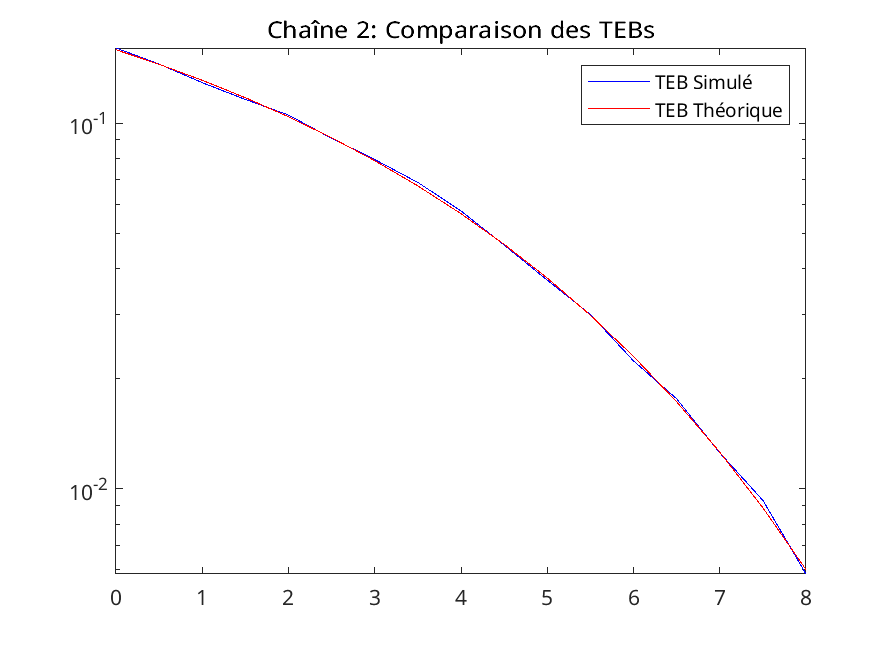 Chaîne 2: Comparaison des TEBs
TEB Simulé
TEB Théorique
10^-1
10^-2
0 1 2 3 4 5 6 7 8